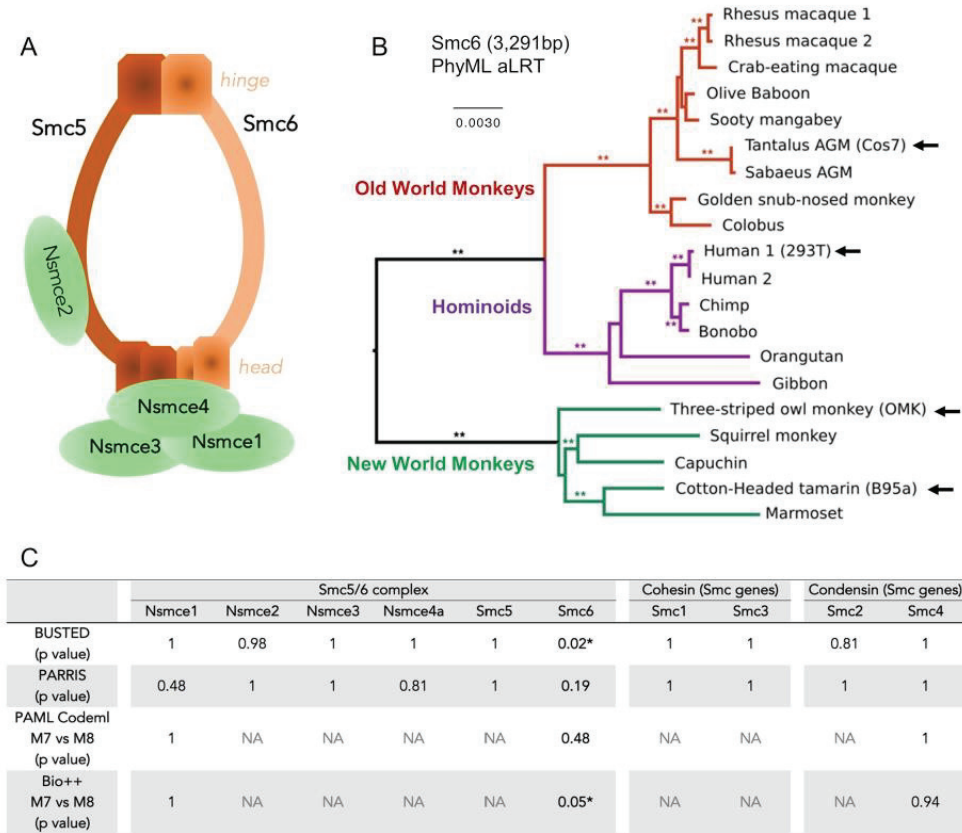 A
hinge
Smc5
Smc6
Nsmce2
head
Nsmce4
Nsmce3
Nsmce1
B
Smc6 (3,291bp)
PhyML aLRT
0.0030
Old World Monkeys
Hominoids
New World Monkeys
**
**
**
**
**
**
**
**
**
**
**
**
**
**
Rhesus macaque 1
Rhesus macaque 2
Crab-eating macaque
Olive Baboon
Sooty mangabey
Tantalus AGM (Cos7)
Sabaeus AGM
Golden snub-nosed monkey
Colobus
Human 1 (293T)
Human 2
Chimp
Bonobo
Orangutan
Gibbon
Three-striped owl monkey (OMK)
Squirrel monkey
Capuchin
Cotton-Headed tamarin (B95a)
Marmoset
C
Smc5/6 complex Cohesin (Smc genes) Condensin (Smc genes)
Nsmce1 Nsmce2 Nsmce3 Nsmce4a Smc5 Smc6 Smc1 Smc3 Smc2 Smc4
BUSTED
(p value) 1 0.98 1 1 1 0.02* 1 1 0.81 1
PARRIS
(p value) 0.48 1 1 0.81 1 0.19 1 1 1 1
PAML Codeml
M7 vs M8 1 NA NA NA NA 0.48 NA NA NA 1
(p value)
Bio++
M7 vs M8 1 NA NA NA NA 0.05* NA NA NA 0.94
(p value)